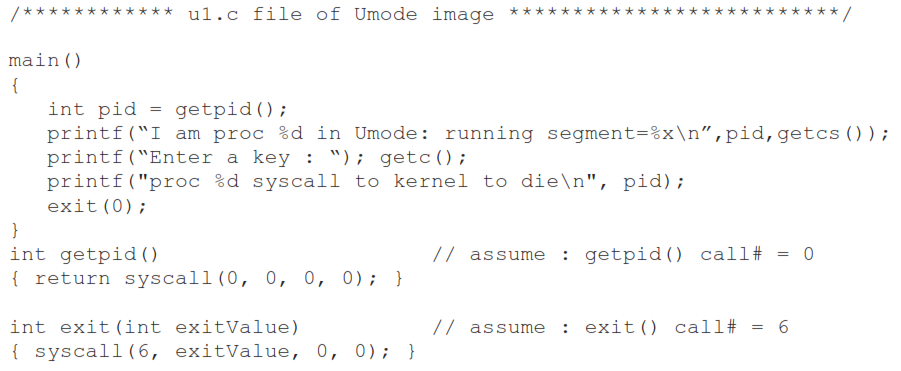 /************ u1.c file of Umode image **************************/
main()
{
int pid = getpid();
printf(“I am proc %d in Umode: running segment=%x\n”,pid,getcs());
printf(“Enter a key : “); getc();
printf("proc %d syscall to kernel to die\n", pid);
exit(0);
}
int getpid() // assume : getpid() call# = 0
{ return syscall(0, 0, 0, 0); }
int exit(int exitValue) // assume : exit() call# = 6
{ syscall(6, exitValue, 0, 0); }